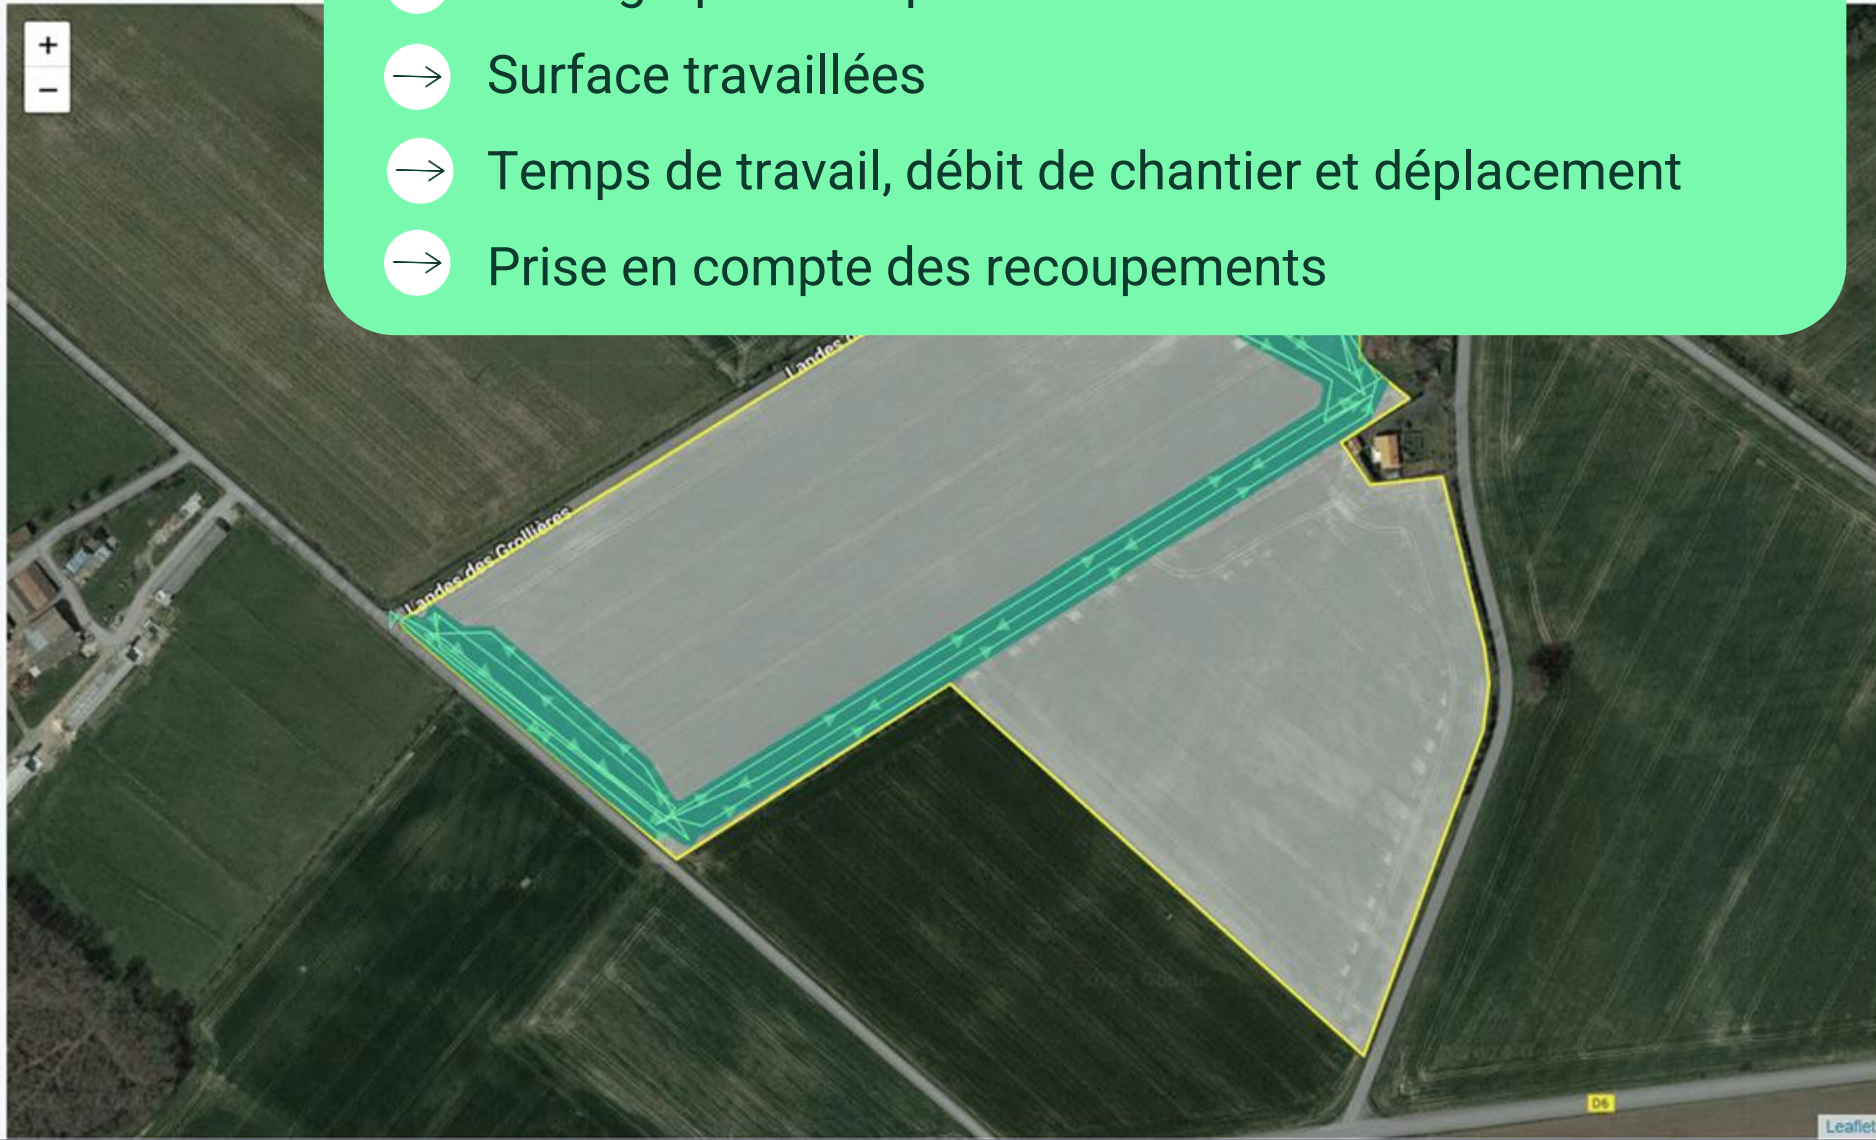 +
−
Surface travaillées
Temps de travail, débit de chantier et déplacement
Prise en compte des recoupements
Landes
Landes des Grollières
D6